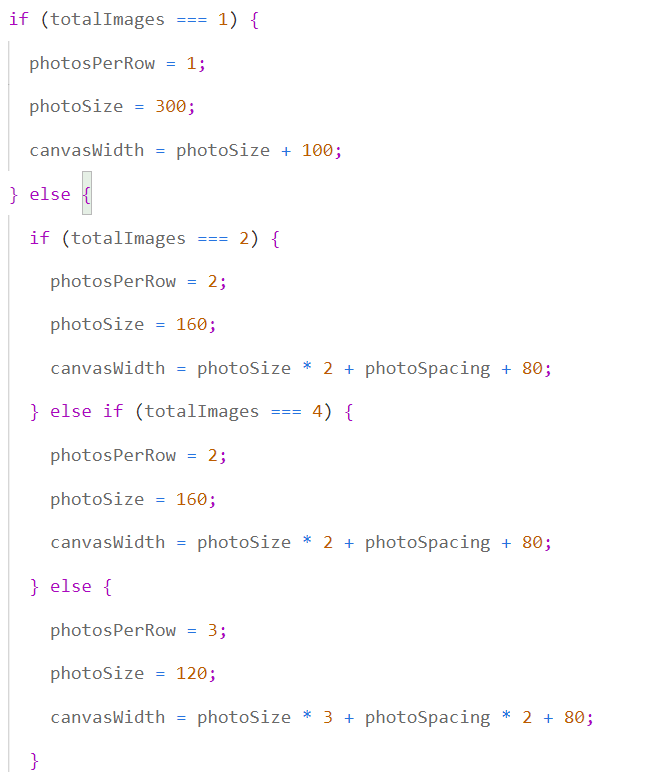 if (totalImages === 1) {
photosPerRow = 1;
photoSize = 300;
canvasWidth = photoSize + 100;
} else {
if (totalImages === 2) {
photosPerRow = 2;
photoSize = 160;
canvasWidth = photoSize * 2 + photoSpacing + 80;
} else if (totalImages === 4) {
photosPerRow = 2;
photoSize = 160;
canvasWidth = photoSize * 2 + photoSpacing + 80;
} else {
photosPerRow = 3;
photoSize = 120;
canvasWidth = photoSize * 3 + photoSpacing * 2 + 80;
}